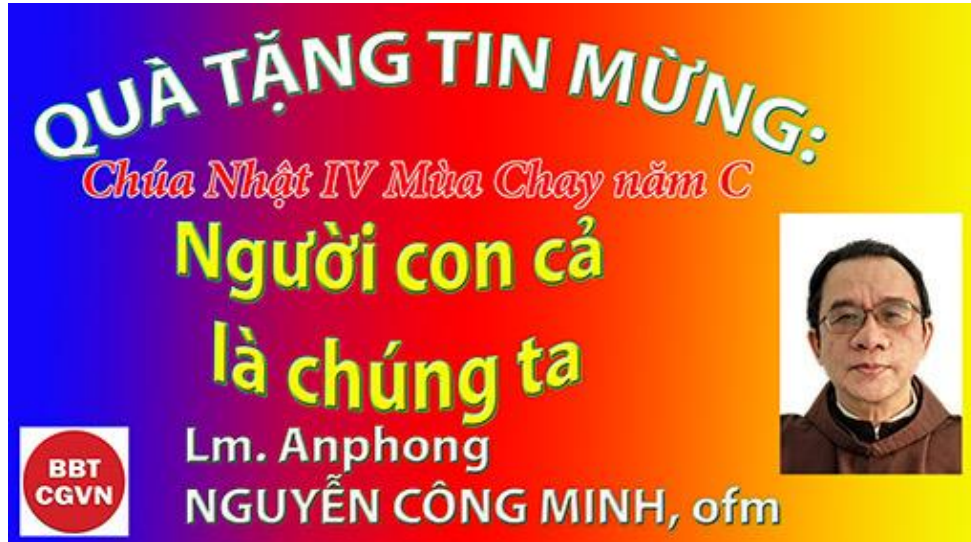 QUÀ TẶNG TIN MỪNG:
Chúa Nhật IV Mùa Chay năm C
Người con cả
là chúng ta
Lm. Anphong
NGUYỄN CÔNG MINH, ofm
BBT
CGVN